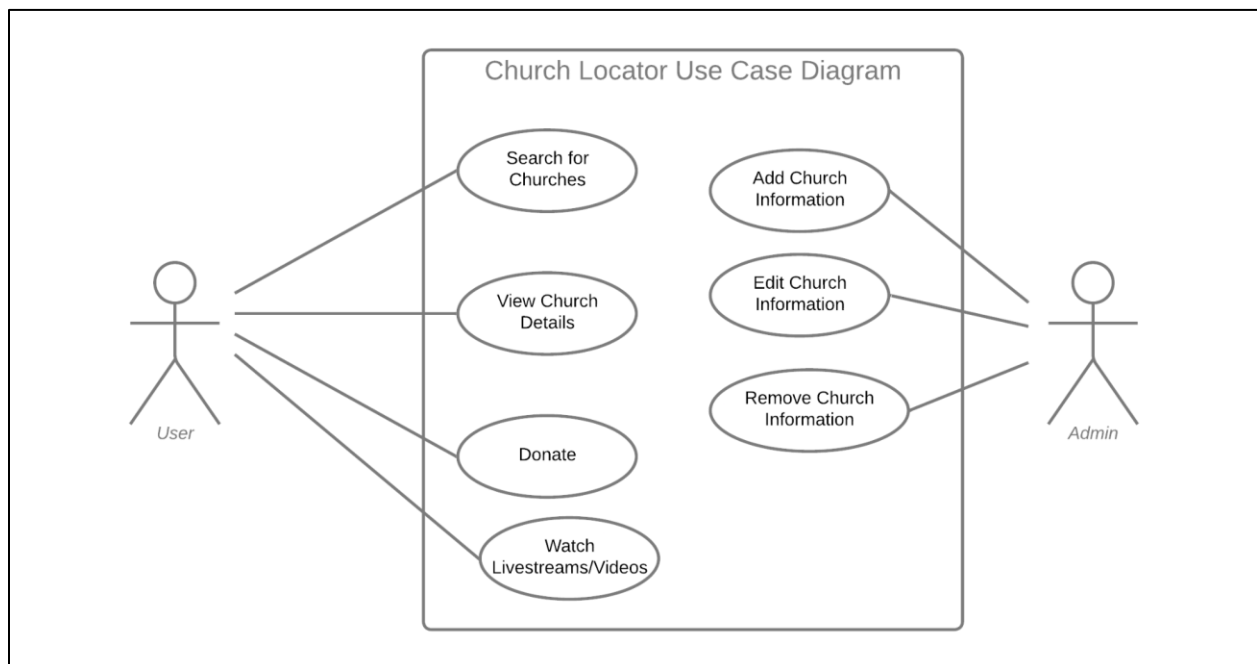 Church Locator Use Case Diagram
Search for
Churches
Add Church
Information
View Church
Details
Edit Church
Information
Remove Church
Information
User
Admin
Donate
Watch
Livestreams/Videos